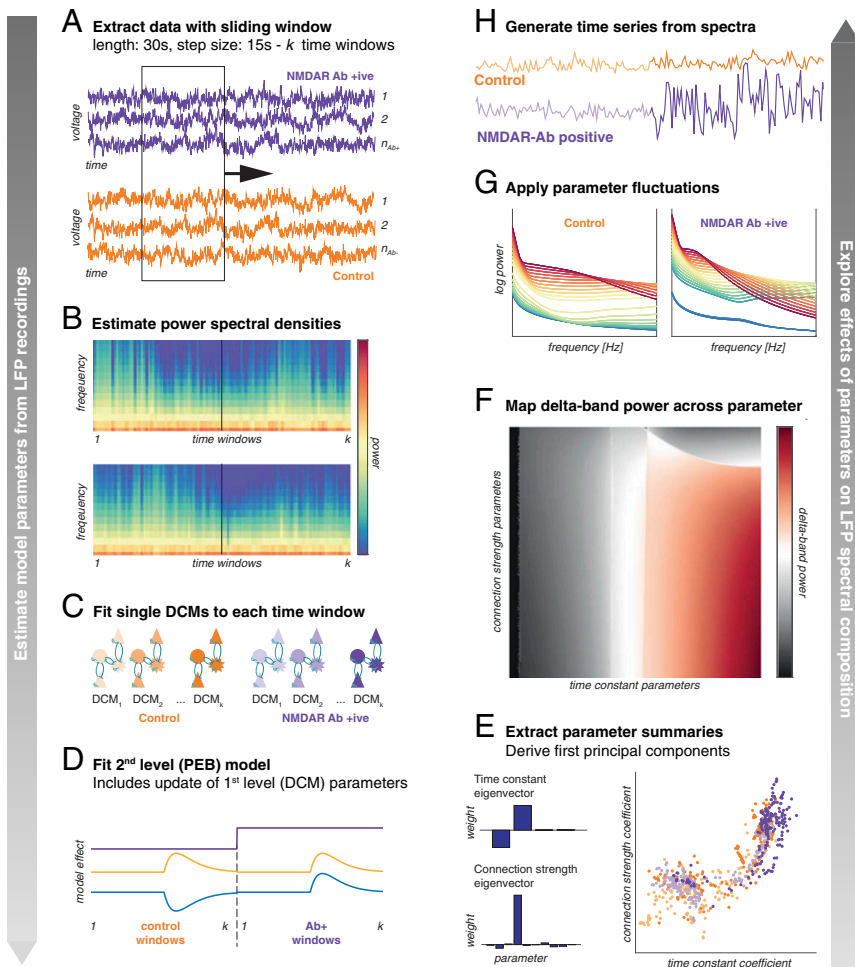 Estimate model parameters from LFP recordings
A Extract data with sliding window
length: 30s, step size: 15s - k time windows
NMDAR Ab +ive
voltage
1
2
nAb+
time
voltage
1
2
nAb-
time
Control
B Estimate power spectral densities
freqeuency
1 time windows k
power
freqeuency
1 time windows k
C Fit single DCMs to each time window
DCM1 DCM2 ... DCMk DCM1 DCM2 ... DCMk
Control NMDAR Ab +ive
D Fit 2nd level (PEB) model
Includes update of 1st level (DCM) parameters
model effect
1 control k 1 Ab+ k
windows windows
H Generate time series from spectra
Control
NMDAR-Ab positive
G Apply parameter fluctuations
Control NMDAR Ab +ive
log power
frequency [Hz] frequency [Hz]
F Map delta-band power across parameter
connection strength parameters
delta-band power
time constant parameters
E Extract parameter summaries
Derive first principal components
Time constant
eigenvector
weight
Connection strength
eigenvector
weight
parameter
connection strength coefficient
time constant coefficient
Explore effects of parameters on LFP spectral composition